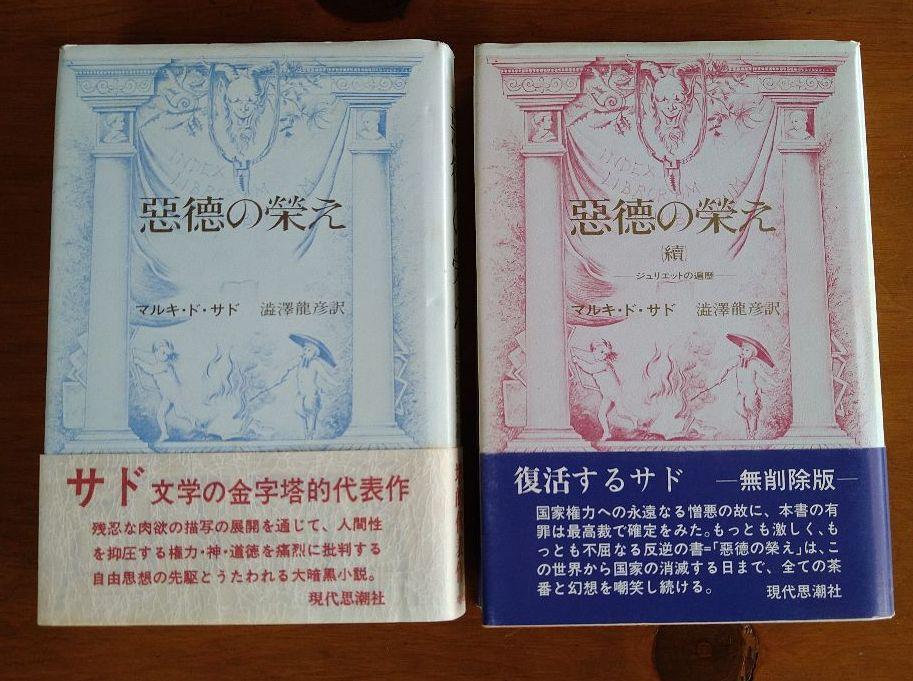 INDEX
惡德の榮え
マルキ・ド・サド 澁澤龍彦訳
サド文学の金字塔的代表作
残忍な肉欲の描写の展開を通じて、人間性
を抑圧する権力・神・道徳を痛烈に批判する
自由思想の先駆とうたわれる大暗黒小説。
現代思潮社
INDEX
惡德の榮え
[續]
ジュリエットの遍歴
マルキ・ド・サド 澁澤龍彦訳
復活するサド ―無削除版―
国家権力への永遠なる憎悪の故に、本書の有
罪は最高裁で確定をみた。もっとも激しく、も
っとも不屈なる反逆の書=「惡德の榮え」は、こ
の世界から国家の消滅する日まで、全ての茶
番と幻想を嘲笑し続ける。
現代思潮社